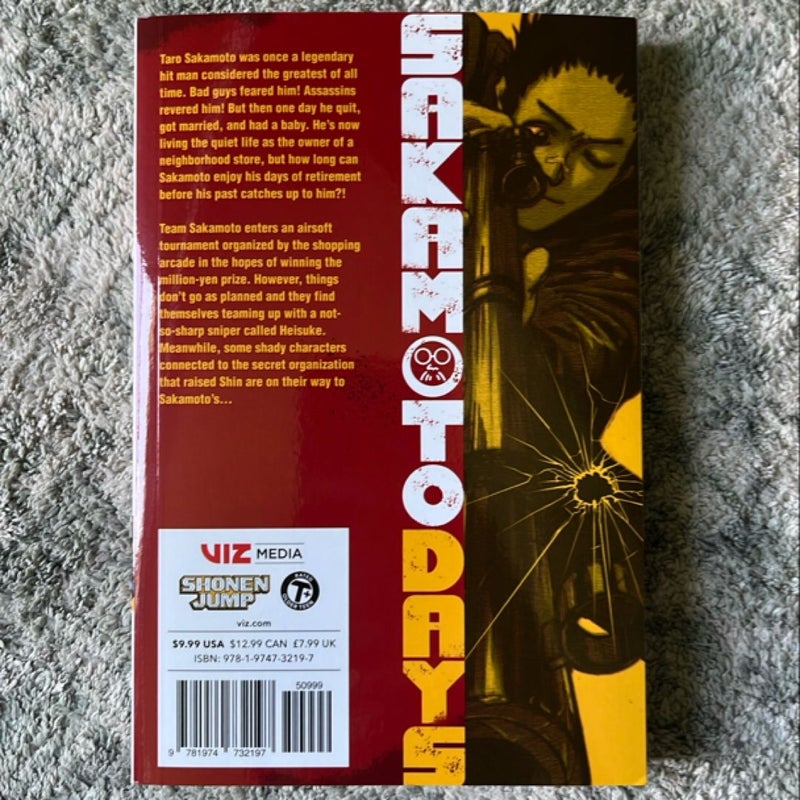 Taro Sakamoto was once a legendary
hit man considered the greatest of all
time. Bad guys feared him! Assassins
revered him! But then one day he quit,
got married, and had a baby. He's now
living the quiet life as the owner of a
neighborhood store, but how long can
Sakamoto enjoy his days of retirement
before his past catches up to him?!
Team Sakamoto enters an airsoft
tournament organized by the shopping
arcade in the hopes of winning the
million-yen prize. However, things
don't go as planned and they find
themselves teaming up with a not-
so-sharp sniper called Heisuke.
Meanwhile, some shady characters
connected to the secret organization
that raised Shin are on their way to
Sakamoto's...
SAKAMOTO DAYS
VIZ MEDIA
SHONEN
JUMP
RATED
T+
OLDER TEEN
viz.com
$9.99 USA $12.99 CAN £7.99 UK
ISBN: 978-1-9747-3219-7
50999
9 781974 732197